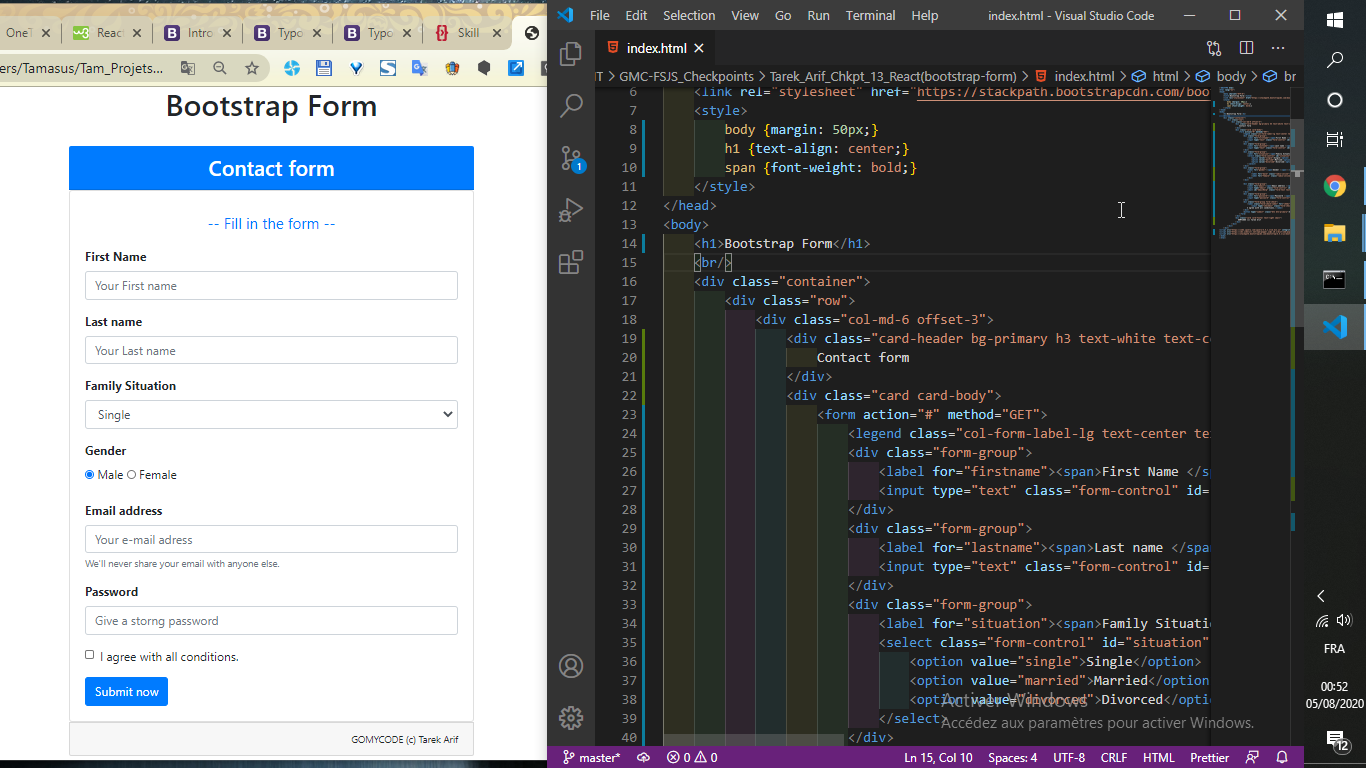 OneT
Reac
Intro
Typo
Typo
Skill
ers/Tamasus/Tam_Projets...
Bootstrap Form
Contact form
-- Fill in the form --
First Name
Your First name
Last name
Your Last name
Family Situation
Single
Gender
Male Female
Email address
Your e-mail adress
We'll never share your email with anyone else.
Password
Give a storng password
I agree with all conditions.
Submit now
GOMYCODE (c) Tarek Arif
File Edit Selection View Go Run Terminal Help index.html - Visual Studio Code
index.html
T > GMC-FSJS_Checkpoints > Tarek_Arif_Chkpt_13_React(bootstrap-form) > index.html > html > body > br
6 <link rel="stylesheet" href="https://stackpath.bootstrapcdn.com/boo
7 <style>
8 body {margin: 50px;}
9 h1 {text-align: center;}
10 span {font-weight: bold;}
11 </style>
12 </head>
13 <body>
14 <h1>Bootstrap Form</h1>
15 <br/>
16 <div class="container">
17 <div class="row">
18 <div class="col-md-6 offset-3">
19 <div class="card-header bg-primary h3 text-white text-c
20 Contact form
21 </div>
22 <div class="card card-body">
23 <form action="#" method="GET">
24 <legend class="col-form-label-lg text-center te
25 <div class="form-group">
26 <label for="firstname"><span>First Name </s
27 <input type="text" class="form-control" id=
28 </div>
29 <div class="form-group">
30 <label for="lastname"><span>Last name </spa
31 <input type="text" class="form-control" id=
32 </div>
33 <div class="form-group">
34 <label for="situation"><span>Family Situati
35 <select class="form-control" id="situation"
36 <option value="single">Single</option>
37 <option value="married">Married</option
38 <option value="divorced">Divorced</opti
39 </select>
40 </div>
Activer Windows
Accédez aux paramètres pour activer Windows.
master* 0 0 Ln 15, Col 10 Spaces: 4 UTF-8 CRLF HTML Prettier
1
FRA
00:52
05/08/2020
12